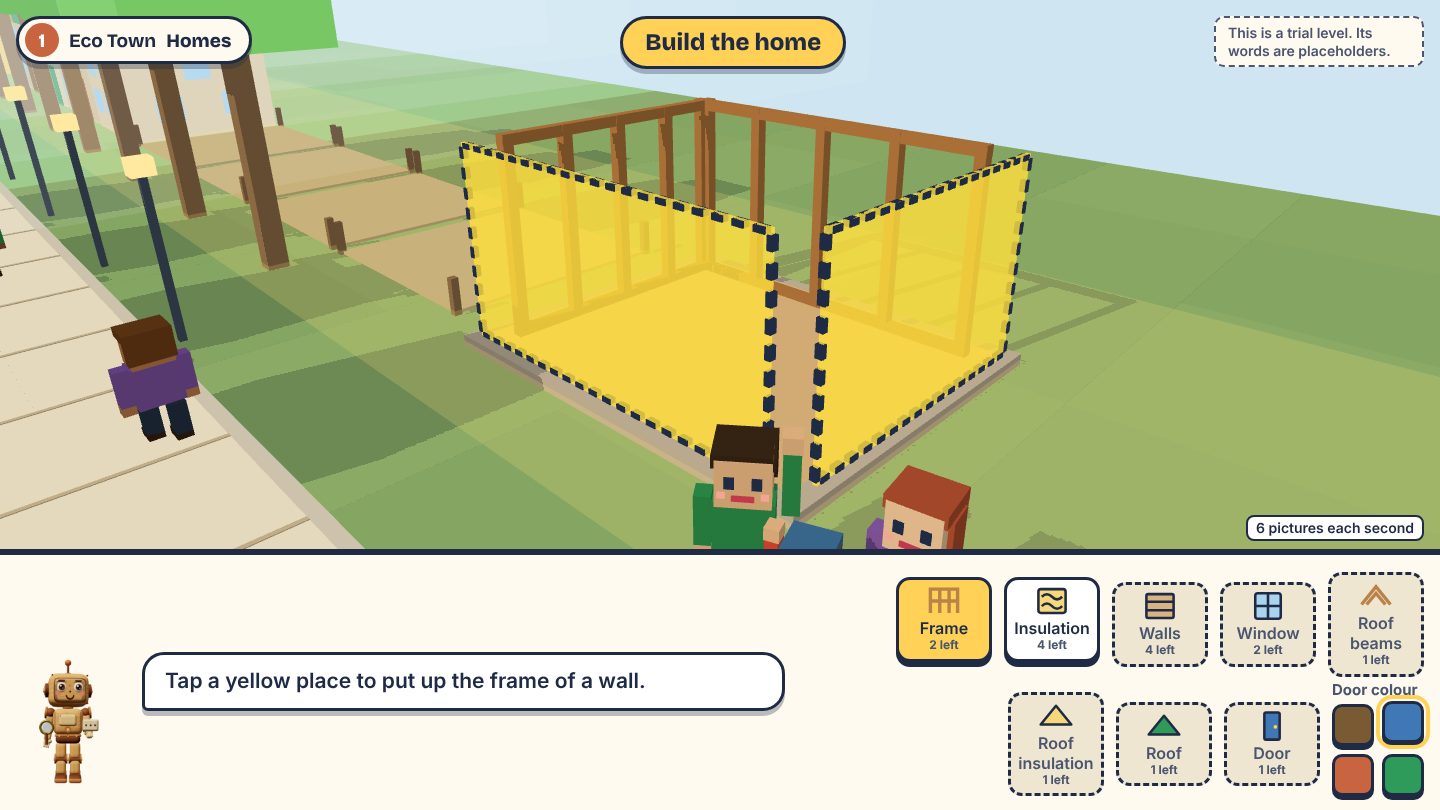 1 Eco Town Homes
Build the home
This is a trial level. Its
words are placeholders.
6 pictures each second
Tap a yellow place to put up the frame of a wall.
Frame
2 left
Insulation
4 left
Walls
4 left
Window
2 left
Roof
beams
1 left
Roof
insulation
1 left
Roof
1 left
Door
1 left
Door colour